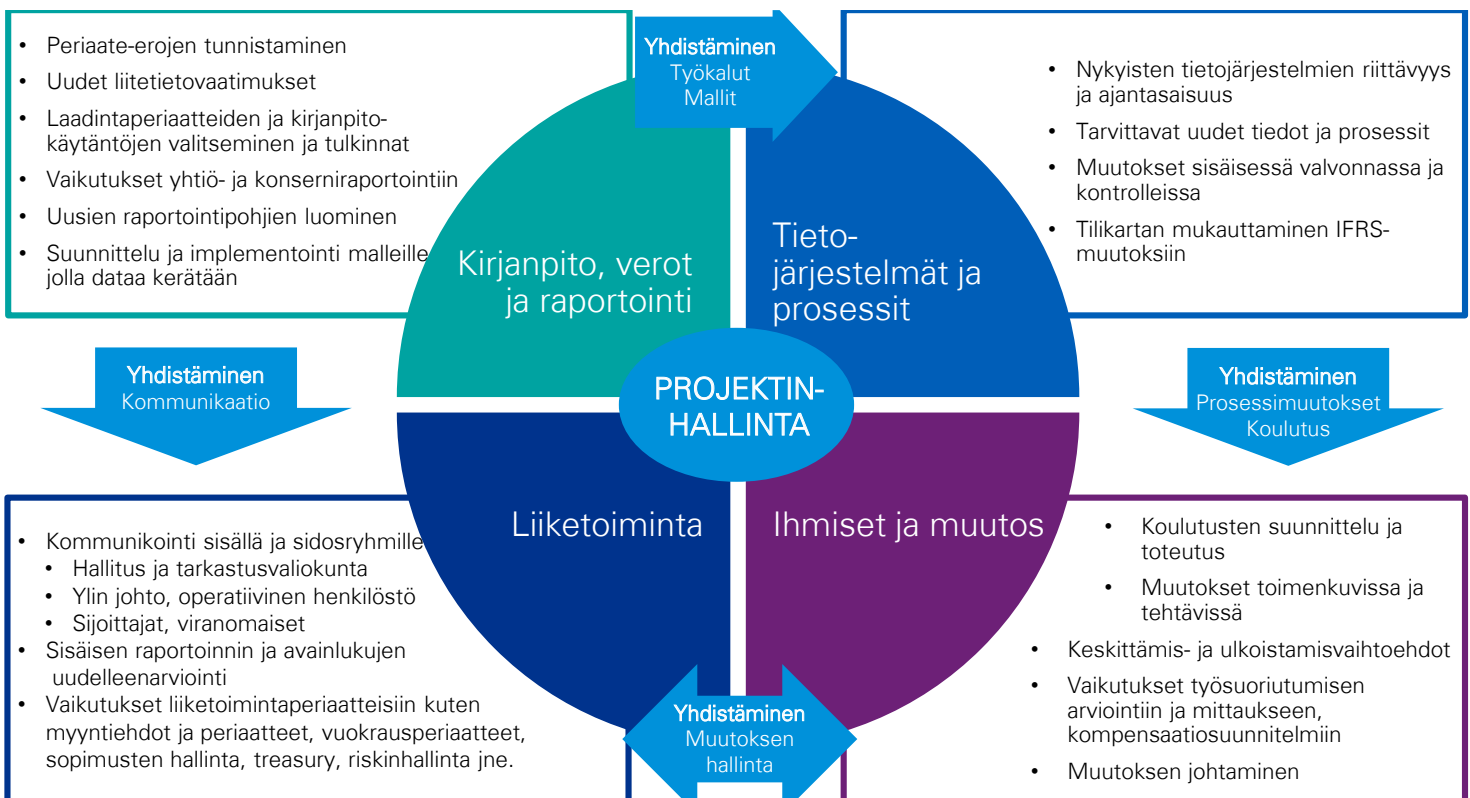 • Periaate-erojen tunnistaminen
• Uudet liitetietovaatimukset
• Laadintaperiaatteiden ja kirjanpito-
käytäntöjen valitseminen ja tulkinnat
• Vaikutukset yhtiö- ja konserniraportointiin
• Uusien raportointipohjien luominen
• Suunnittelu ja implementointi malleille
jolla dataa kerätään
Yhdistäminen
Työkalut
Mallit
• Nykyisten tietojärjestelmien riittävyys
ja ajantasaisuus
• Tarvittavat uudet tiedot ja prosessit
• Muutokset sisäisessä valvonnassa ja
kontrolleissa
• Tilikartan mukauttaminen IFRS-
muutoksiin
Kirjanpito, verot
ja raportointi
Tieto-
järjestelmät ja
prosessit
Yhdistäminen
Kommunikaatio
PROJEKTIN-
HALLINTA
Yhdistäminen
Prosessimuutokset
Koulutus
Liiketoiminta
Ihmiset ja muutos
• Kommunikointi sisällä ja sidosryhmille
• Hallitus ja tarkastusvaliokunta
• Ylin johto, operatiivinen henkilöstö
• Sijoittajat, viranomaiset
• Sisäisen raportoinnin ja avainlukujen
uudelleenarviointi
• Vaikutukset liiketoimintaperiaatteisiin kuten
myyntiehdot ja periaatteet, vuokrausperiaatteet,
sopimusten hallinta, treasury, riskinhallinta jne.
Yhdistäminen
Muutoksen
hallinta
• Koulutusten suunnittelu ja
toteutus
• Muutokset toimenkuvissa ja
tehtävissä
• Keskittämis- ja ulkoistamisvaihtoehdot
• Vaikutukset työsuoriutumisen
arviointiin ja mittaukseen,
kompensaatiosuunnitelmiin
• Muutoksen johtaminen